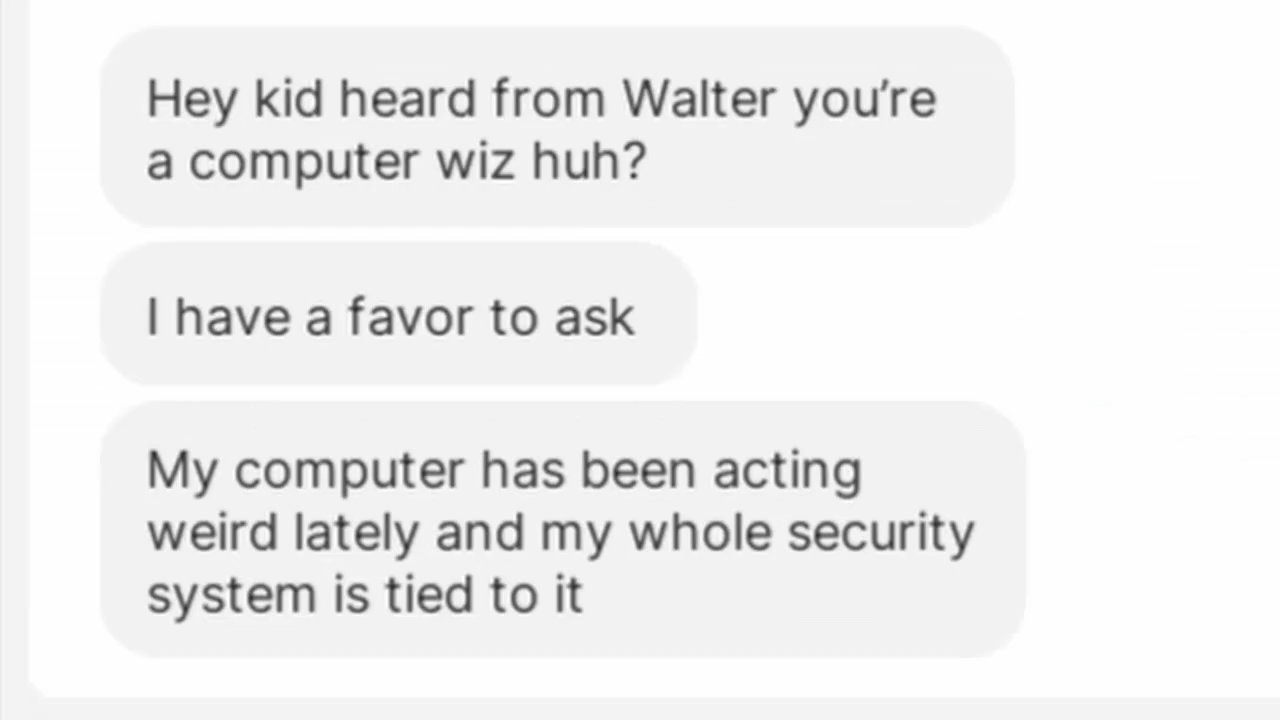 Hey kid heard from Walter you’re
a computer wiz huh?
I have a favor to ask
My computer has been acting
weird lately and my whole security
system is tied to it